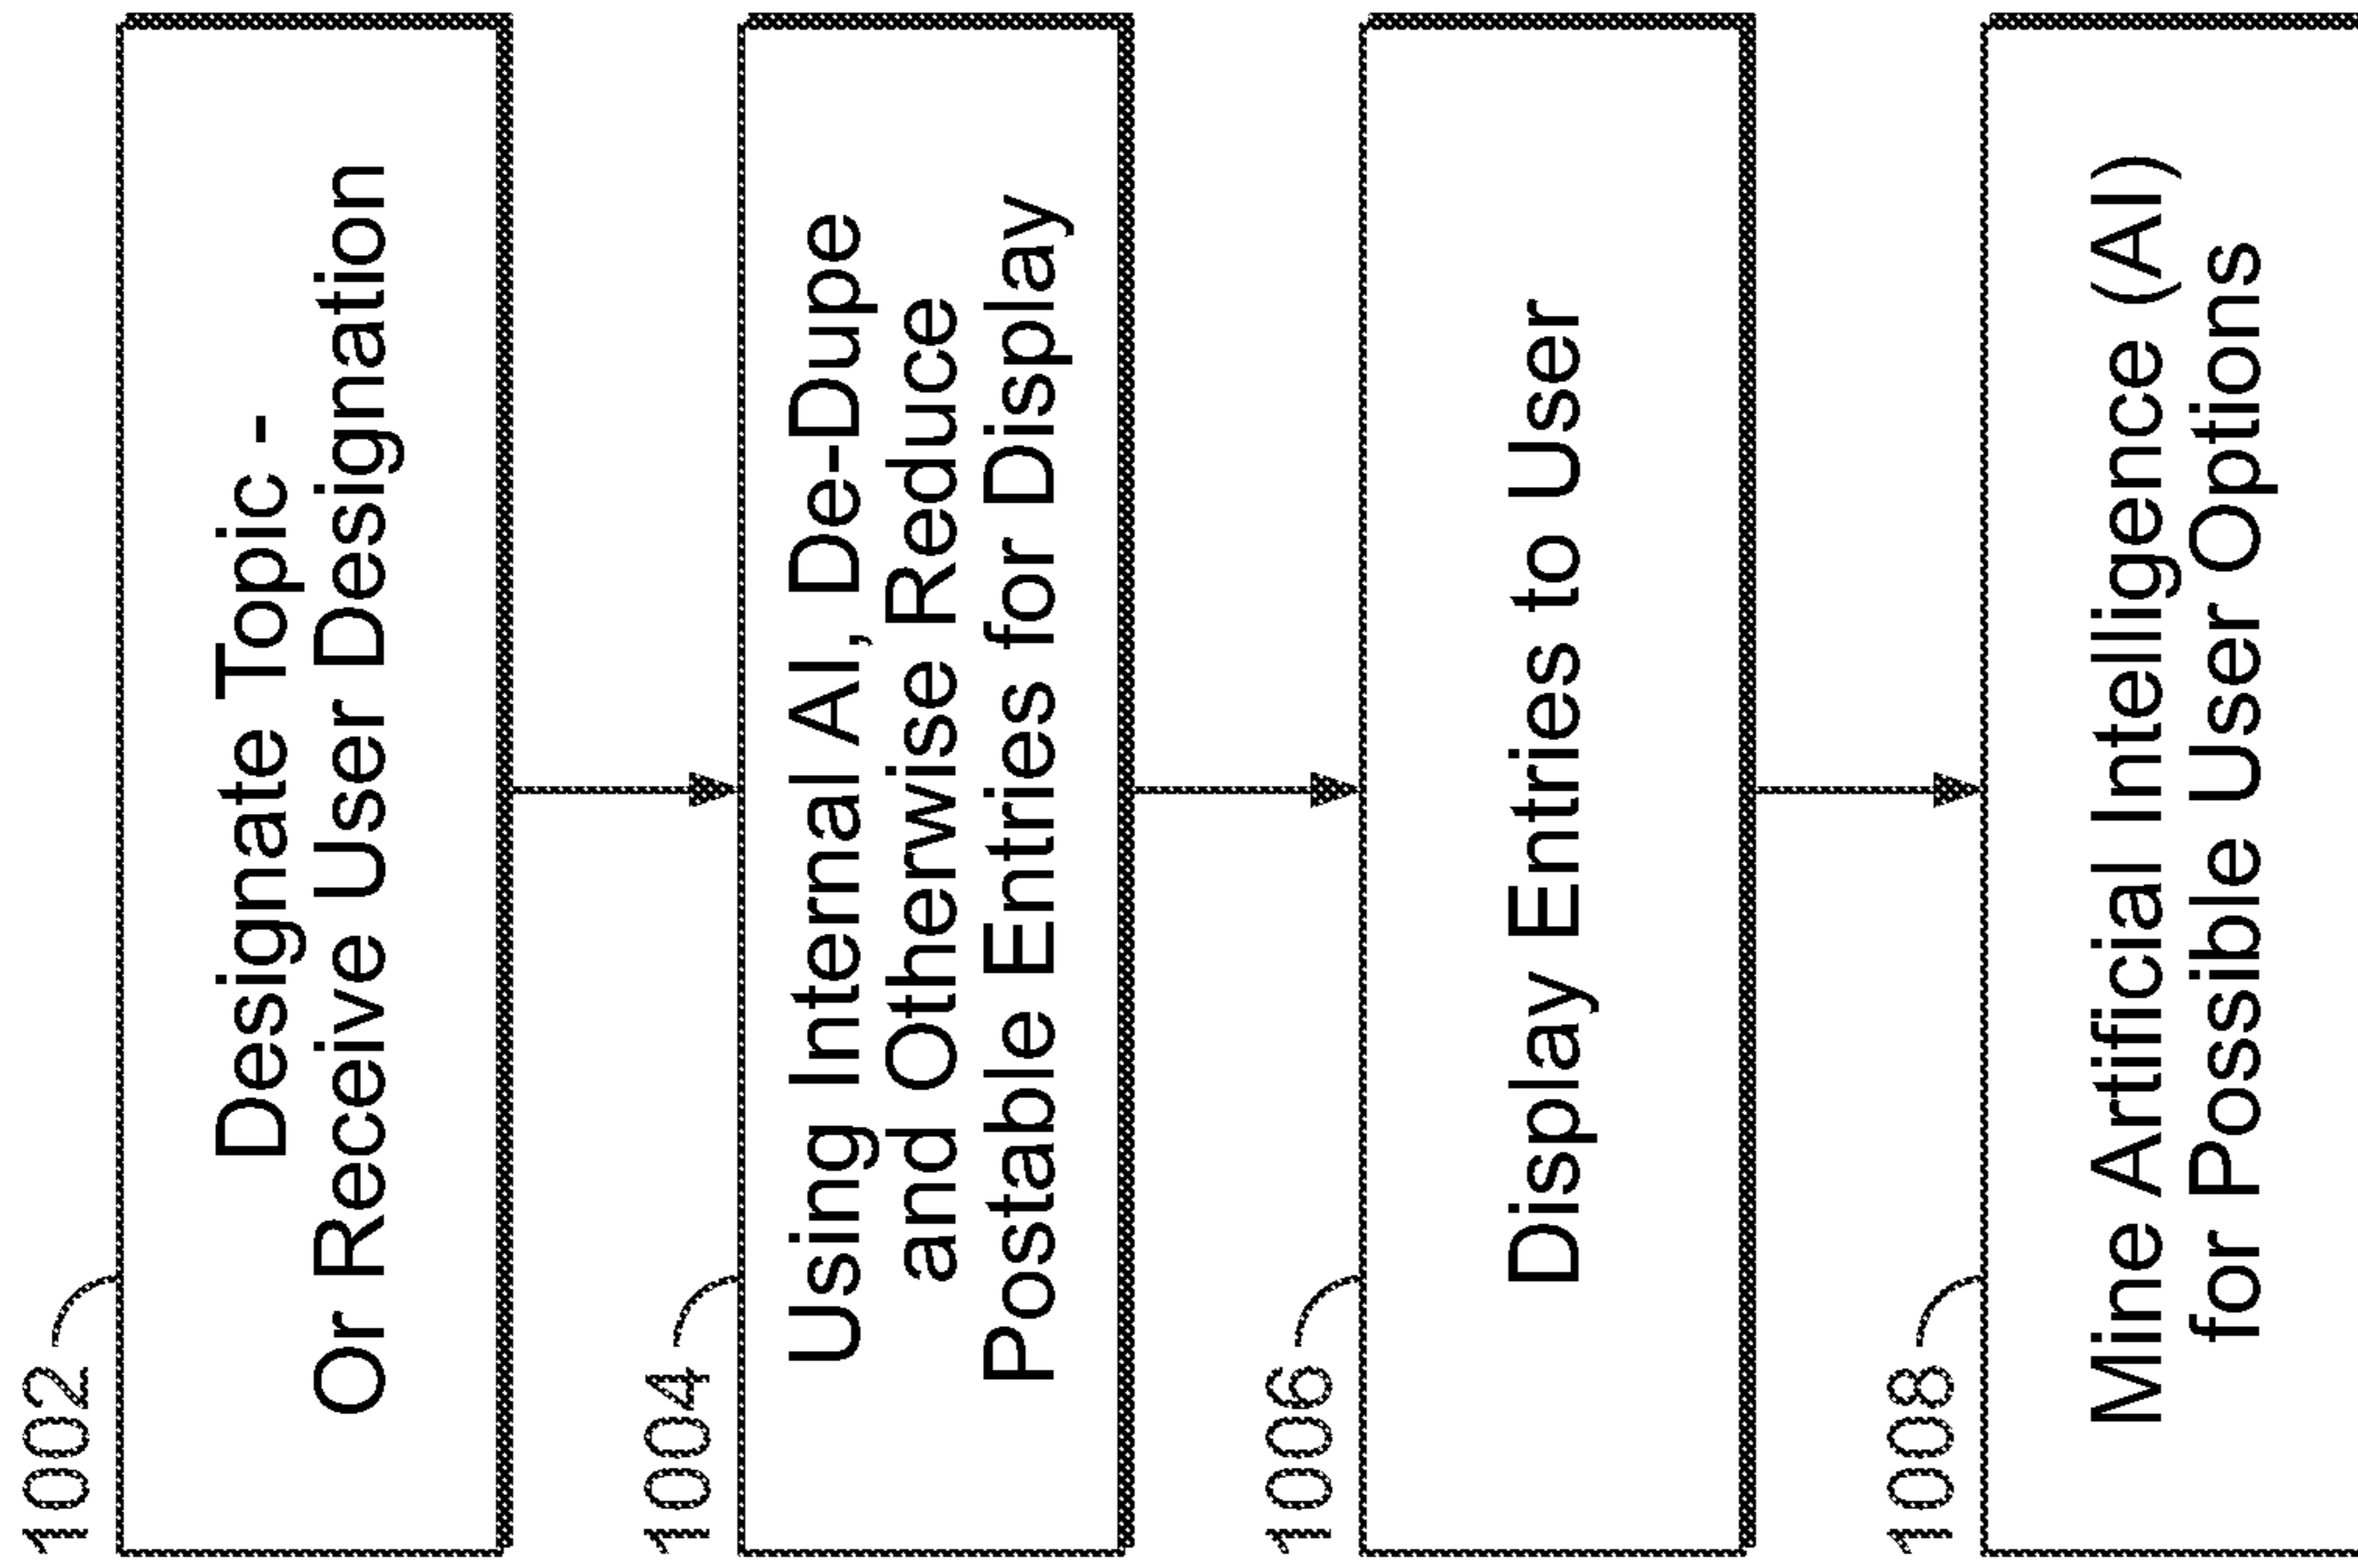 1002
Designate Topic -
Or Receive User Designation
1004
Using Internal AI, De-Dupe
and Otherwise Reduce
Postable Entries for Display
1006
Display Entries to User
1008
Mine Artificial Intelligence (AI)
for Possible User Options